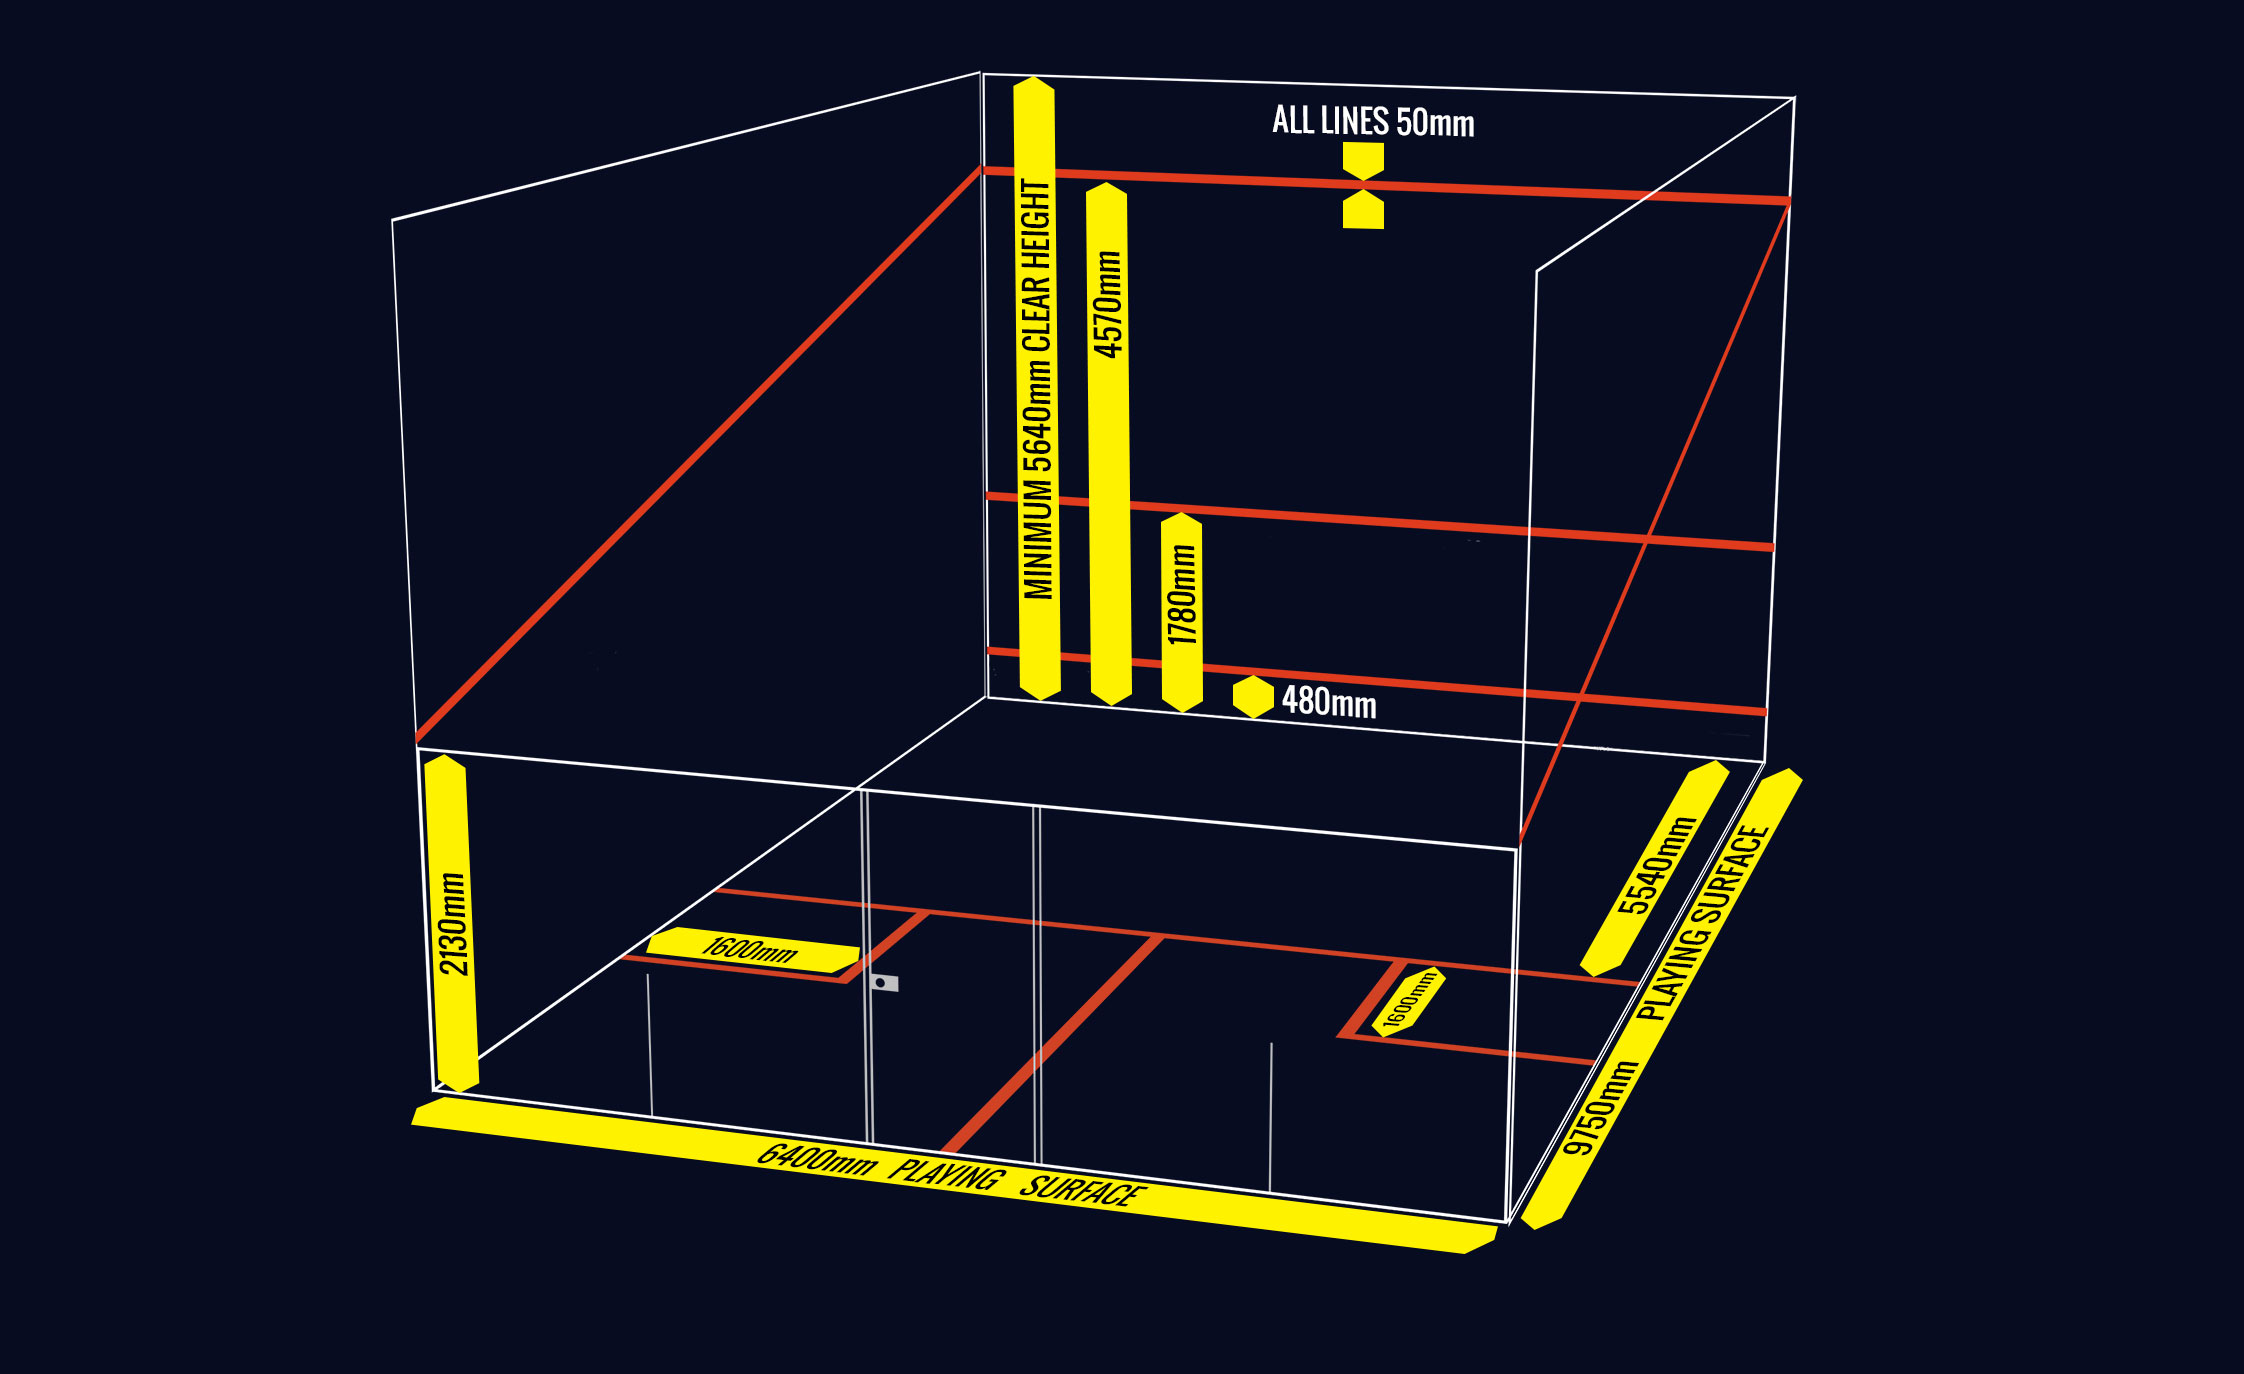 ALL LINES 50mm
MINIMUM 5640mm CLEAR HEIGHT
4570mm
1780mm
480mm
2130mm
1600mm
1600mm
5540mm
9750mm PLAYING SURFACE
6400mm PLAYING SURFACE